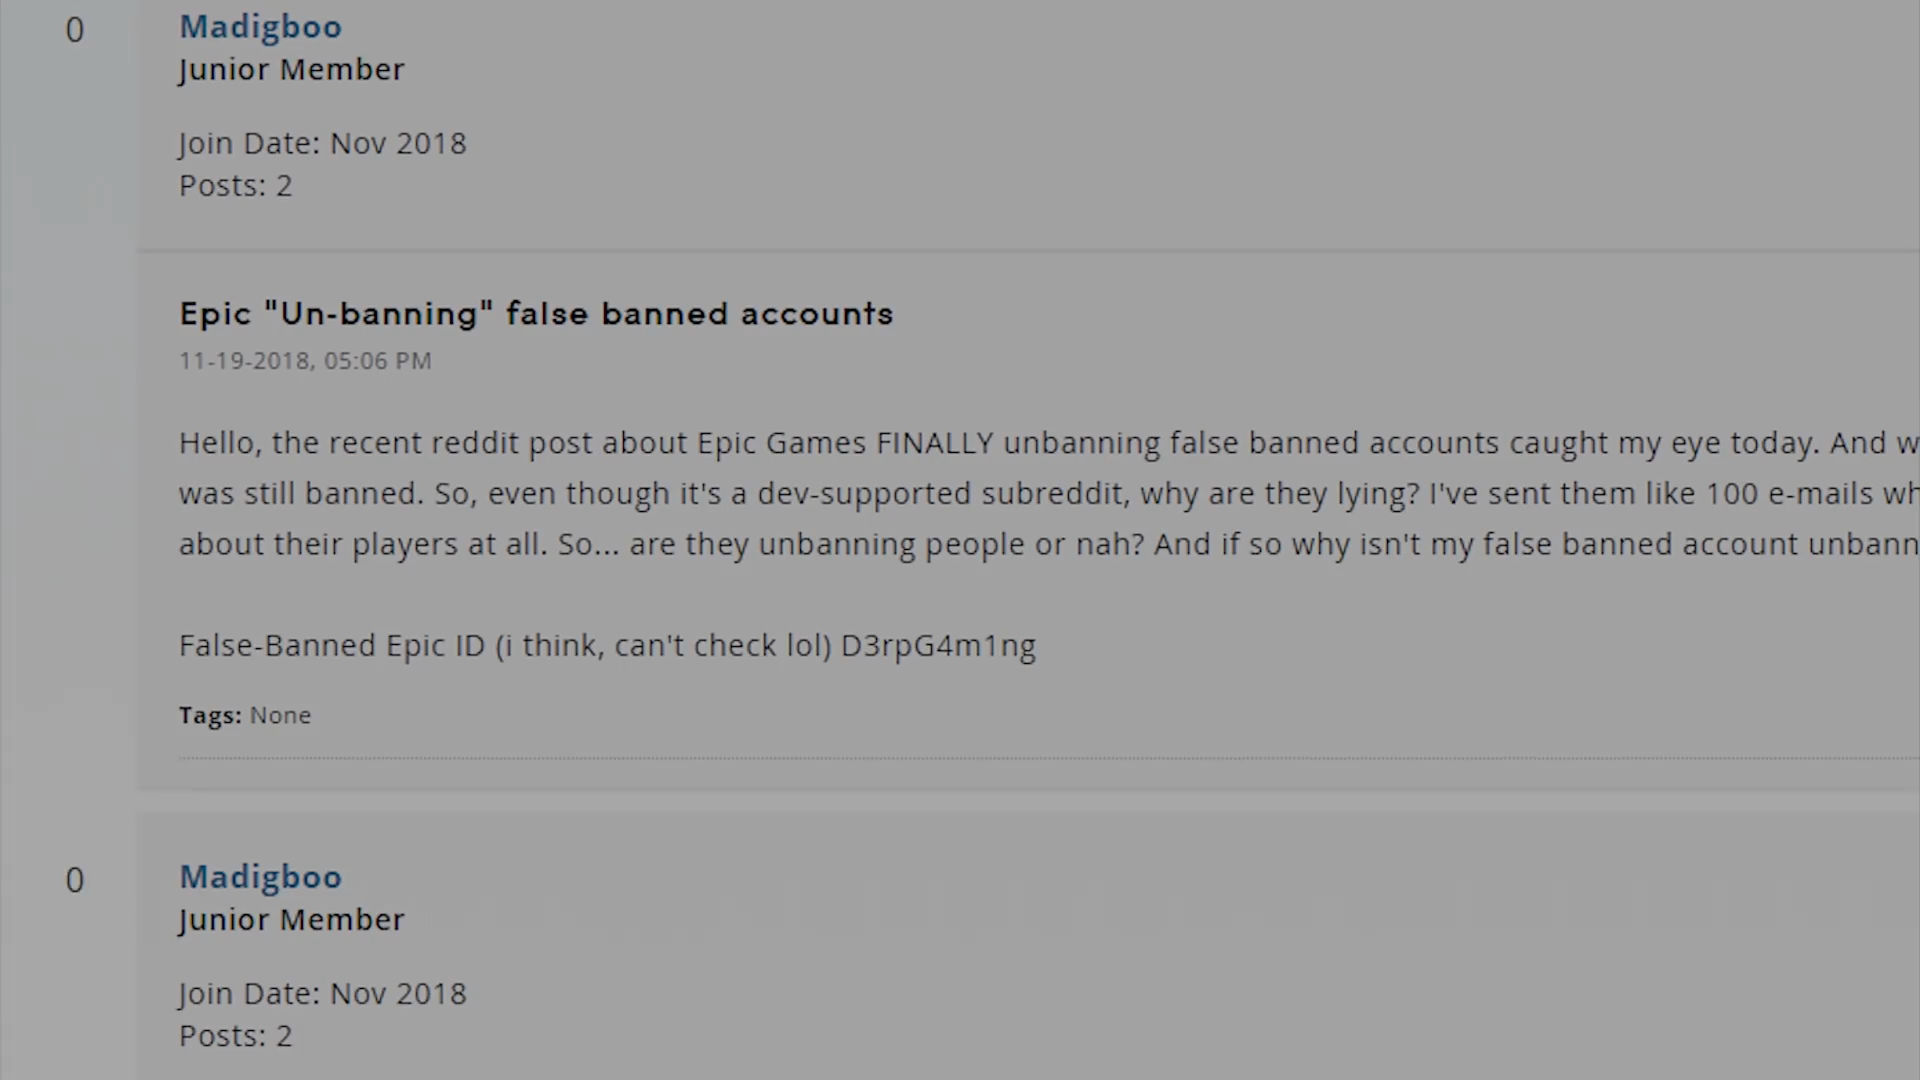 0
Madigboo
Junior Member
Join Date: Nov 2018
Posts: 2
Epic "Un-banning" false banned accounts
11-19-2018, 05:06 PM
Hello, the recent reddit post about Epic Games FINALLY unbanning false banned accounts caught my eye today. And
was still banned. So, even though it's a dev-supported subreddit, why are they lying? I've sent them like 100 e-mails
about their players at all. So... are they unbanning people or nah? And if so why isn't my false banned account
False-Banned Epic ID (i think, can't check lol) D3rpG4m1ng
Tags: None
0
Madigboo
Junior Member
Join Date: Nov 2018
Posts: 2